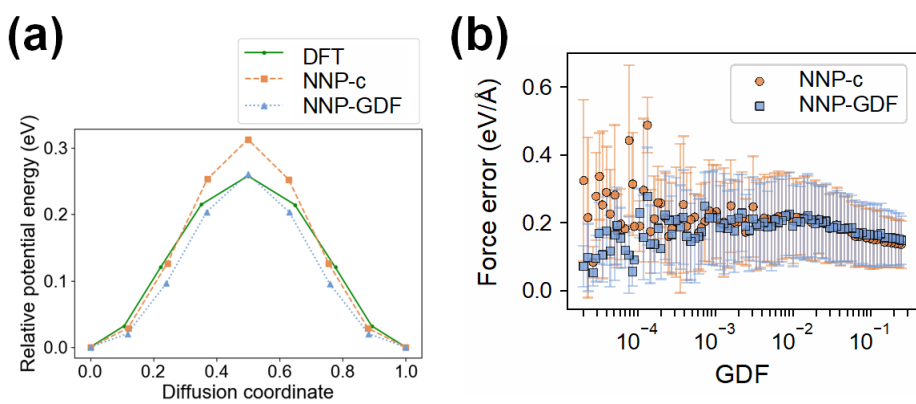 (a)
DFT
NNP-c
NNP-GDF
Relative potential energy (eV)
0.3
0.2
0.1
0.0
0.0 0.2 0.4 0.6 0.8 1.0
Diffusion coordinate
(b)
NNP-c
NNP-GDF
Force error (eV/Å)
0.6
0.4
0.2
0.0
10⁻⁴ 10⁻³ 10⁻² 10⁻¹
GDF